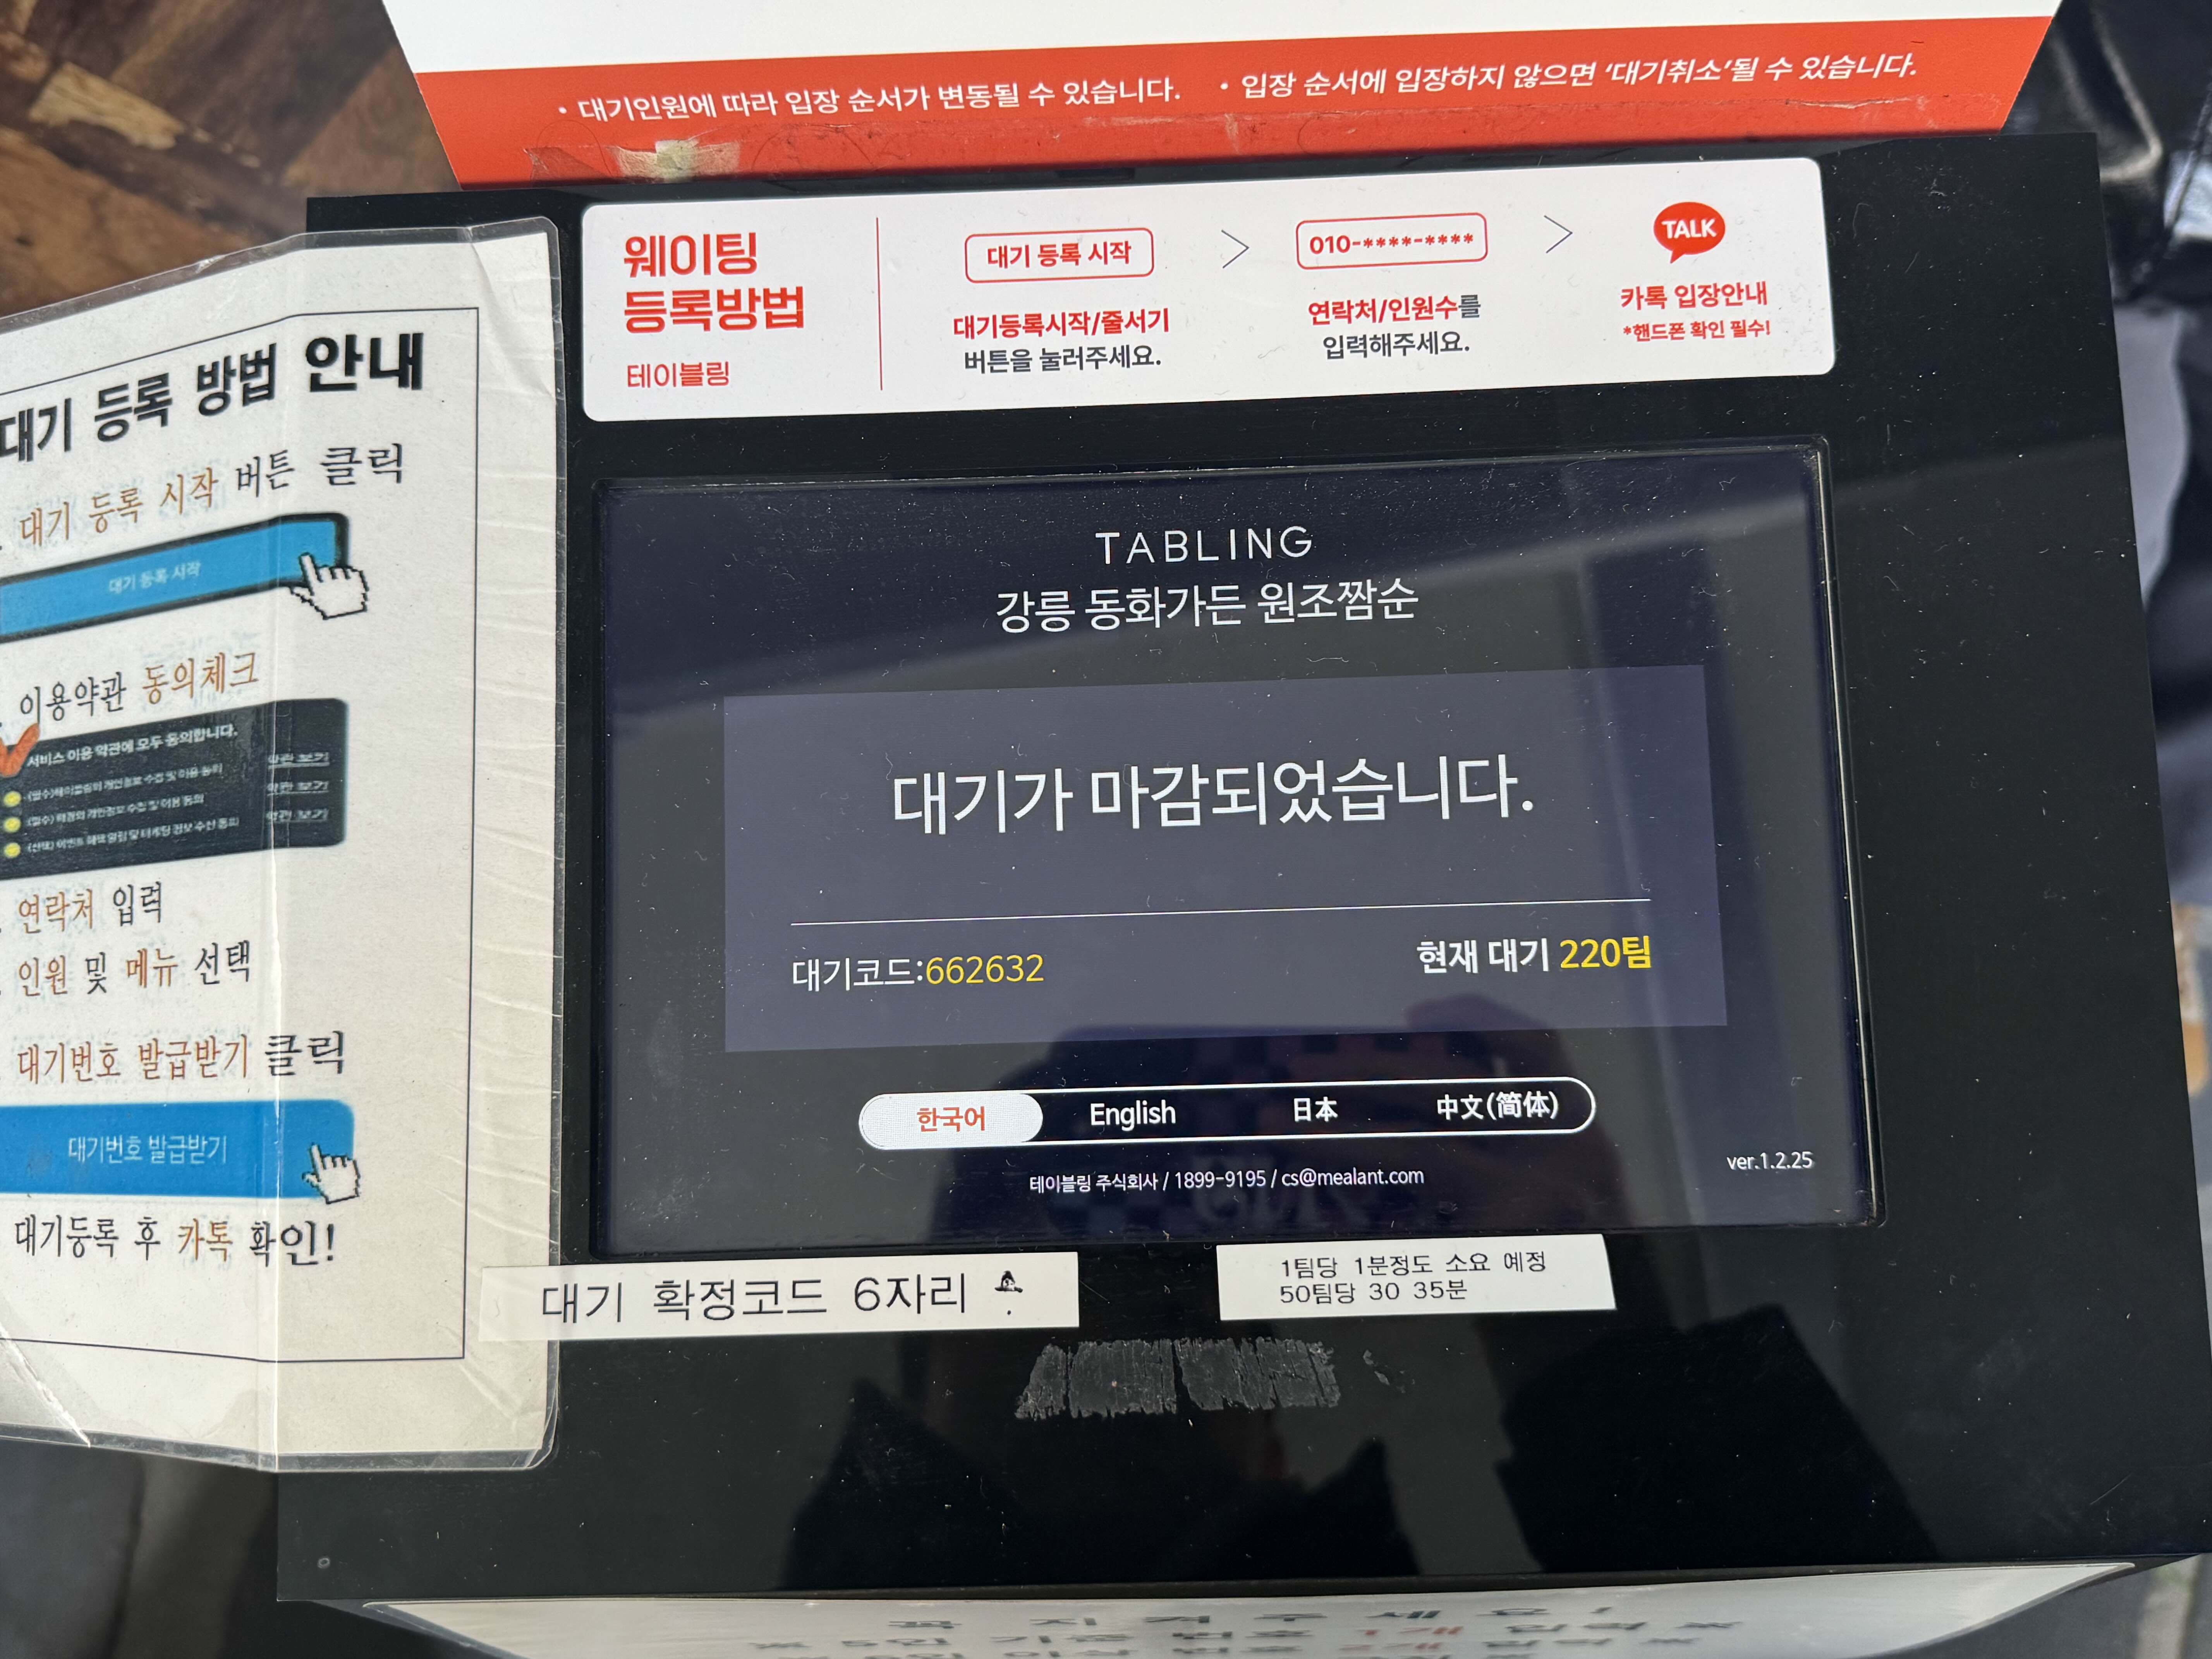 • 대기인원에 따라 입장 순서가 변동될 수 있습니다. • 입장 순서에 입장하지 않으면 '대기취소'될 수 있습니다.
웨이팅
등록방법
테이블링
대기 등록 시작
대기등록시작/줄서기
버튼을 눌러주세요.
>
010-****-****
연락처/인원수를
입력해주세요.
>
TALK
카톡 입장안내
*핸드폰 확인 필수!
대기 등록 방법 안내
대기 등록 시작 버튼 클릭
대기 등록 시작
이용약관 동의체크
서비스 이용 약관에 모두 동의합니다.
약관 보기
약관 보기
약관 보기
연락처 입력
인원 및 메뉴 선택
대기번호 발급받기 클릭
대기번호 발급받기
대기등록 후 카톡 확인!
TABLING
강릉 동화가든 원조짬순
대기가 마감되었습니다.
대기코드:662632
현재 대기 220팀
한국어 English 日本 中文(简体)
테이블링 주식회사 / 1899-9195 / cs@mealant.com
ver.1.2.25
대기 확정코드 6자리
1팀당 1분정도 소요 예정
50팀당 30 35분